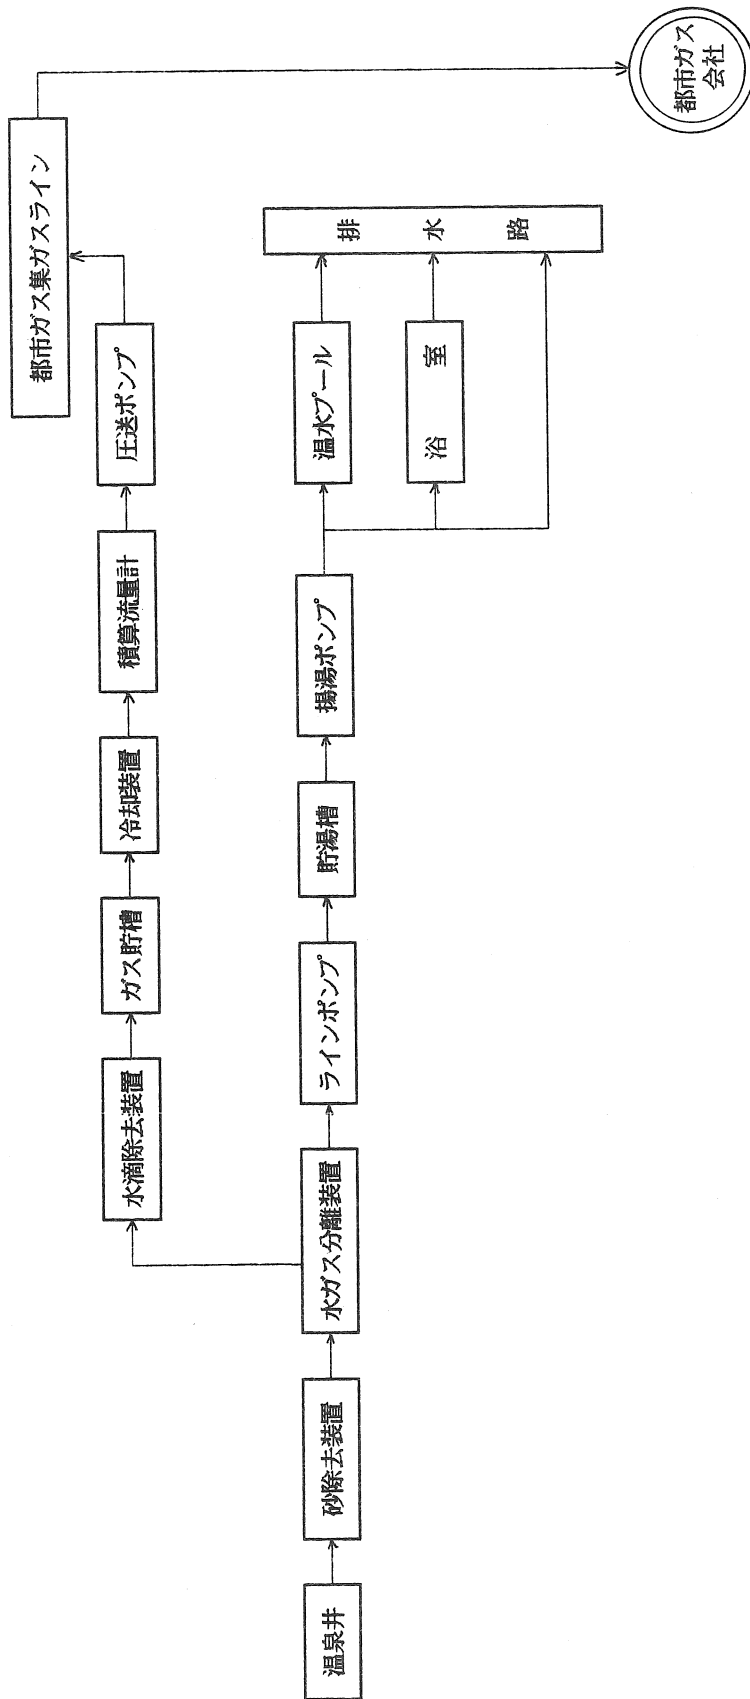 都市ガス
会社
都市ガス集ガスライン
圧送ポンプ
積算流量計
冷却装置
ガス貯槽
水滴除去装置
排水路
温水プール
浴室
揚湯ポンプ
貯湯槽
ラインポンプ
水ガス分離装置
砂除去装置
温泉井